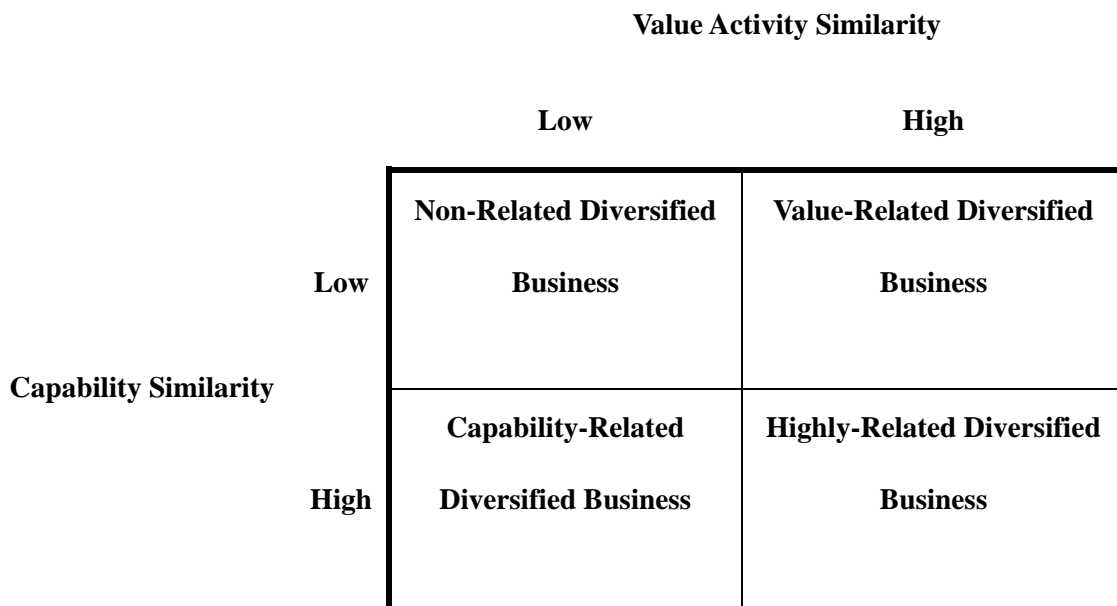 Value Activity Similarity
Low High
Non-Related Diversified Value-Related Diversified
Low Business Business
Capability Similarity
Capability-Related Highly-Related Diversified
High Diversified Business Business